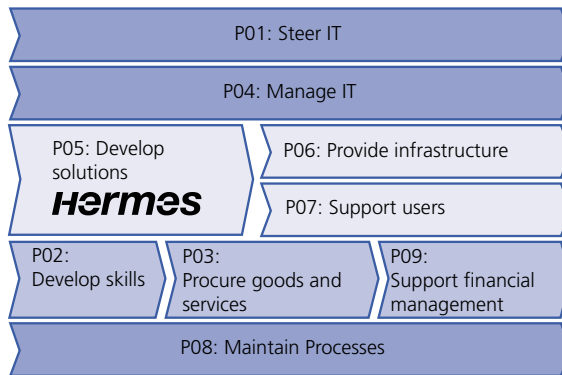 P01: Steer IT
P04: Manage IT
P05: Develop
solutions
Hermes
P06: Provide infrastructure
P07: Support users
P02:
Develop skills
P03:
Procure goods and
services
P09:
Support financial
management
P08: Maintain Processes